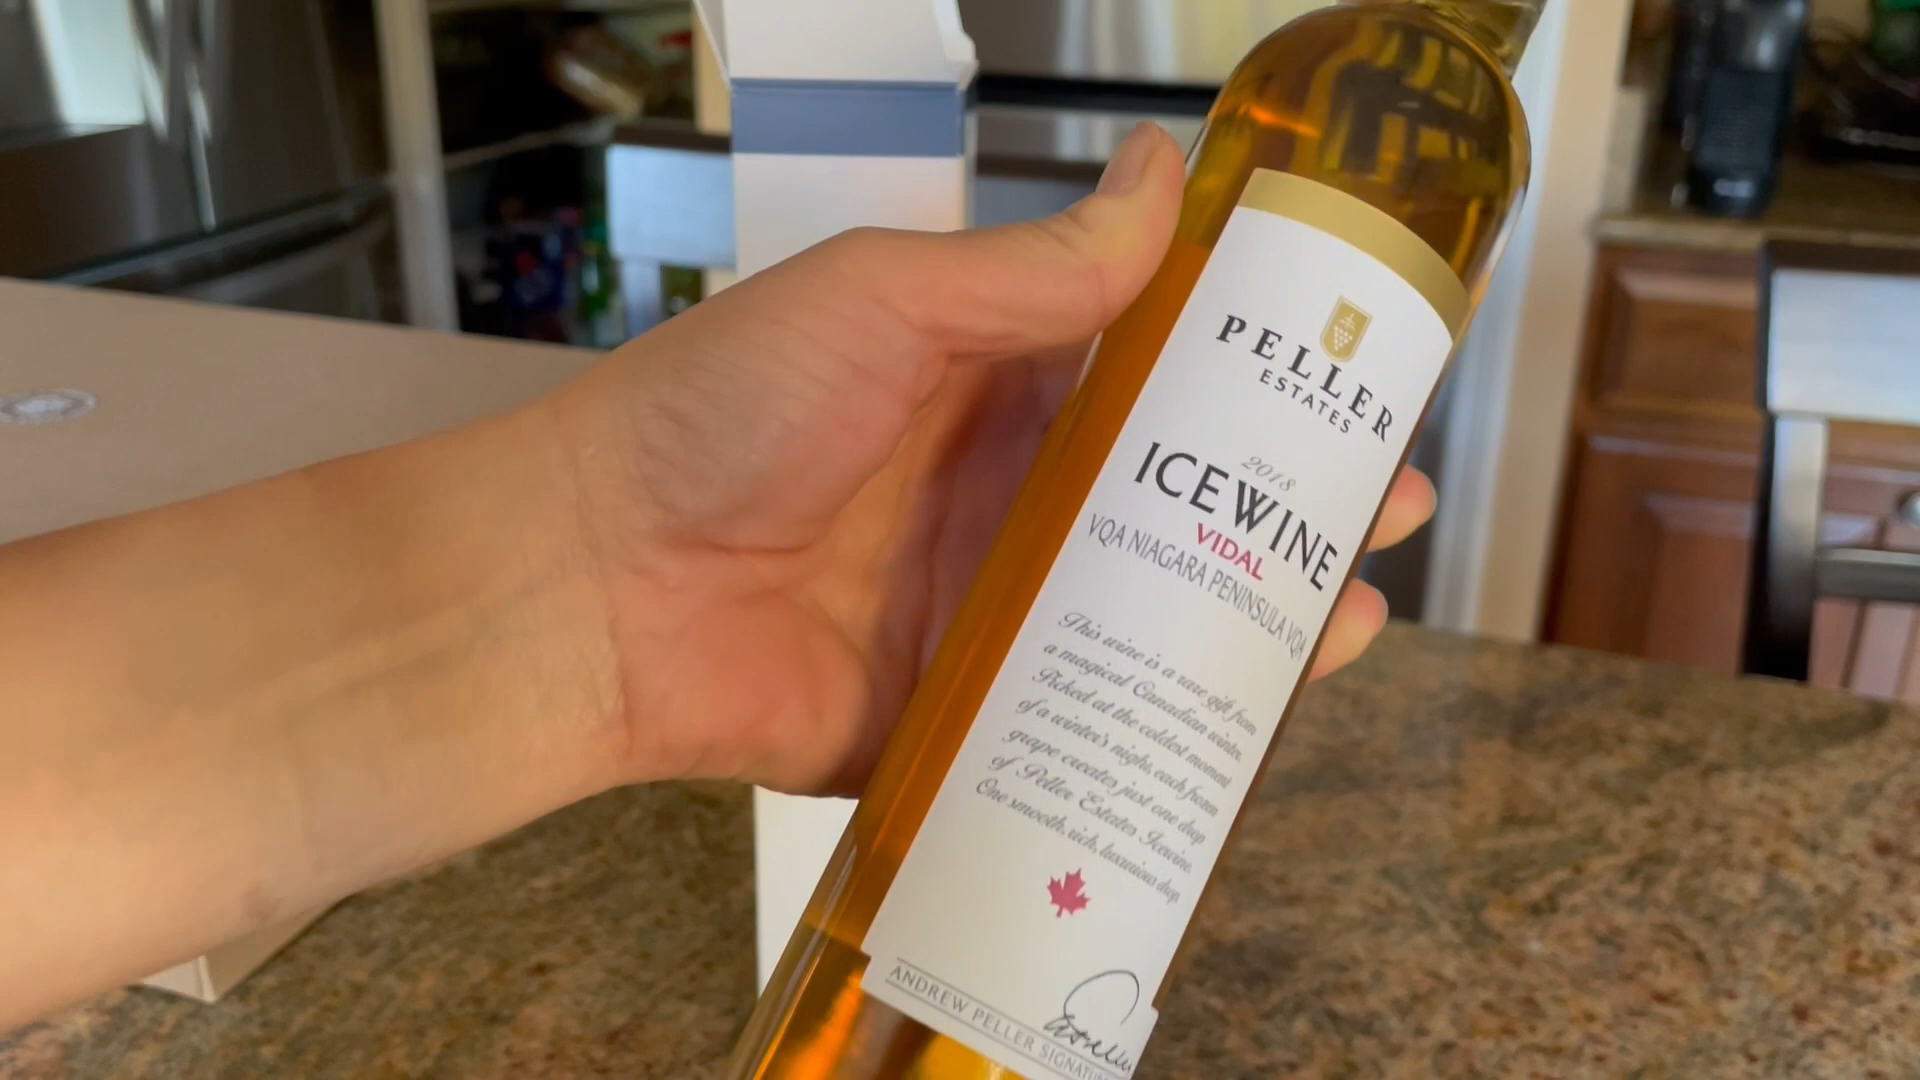 PELLER
ESTATES
2018
ICEWINE
VIDAL
VQA NIAGARA PENINSULA VQA
This wine is a rare gift from
a magical Canadian winter.
Picked at the coldest moment
of a winter's night, each frozen
grape creates just one drop
of Peller Estates Icewine.
One smooth, rich, luxurious drop.
ANDREW PELLER SIGNATURE